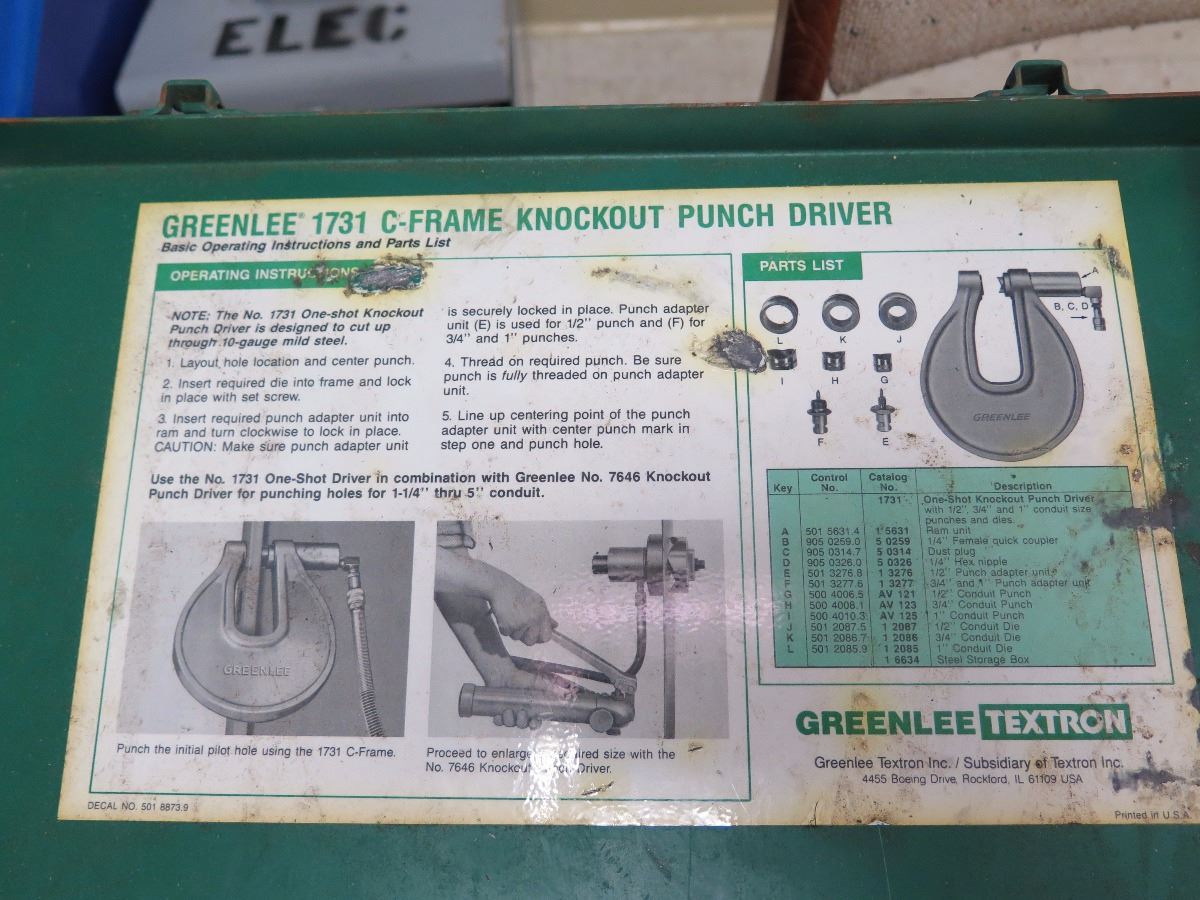 ELEC
GREENLEE® 1731 C-FRAME KNOCKOUT PUNCH DRIVER
Basic Operating Instructions and Parts List
OPERATING INSTRUCTIONS
NOTE: The No. 1731 One-shot Knockout
Punch Driver is designed to cut up
through 10-gauge mild steel.
1. Layout hole location and center punch.
2. Insert required die into frame and lock
in place with set screw.
3. Insert required punch adapter unit into
ram and turn clockwise to lock in place.
CAUTION: Make sure punch adapter unit
is securely locked in place. Punch adapter
unit (E) is used for 1/2'' punch and (F) for
3/4'' and 1'' punches.
4. Thread on required punch. Be sure
punch is fully threaded on punch adapter
unit.
5. Line up centering point of the punch
adapter unit with center punch mark in
step one and punch hole.
Use the No. 1731 One-Shot Driver in combination with Greenlee No. 7646 Knockout
Punch Driver for punching holes for 1-1/4'' thru 5'' conduit.
GREENLEE
Punch the initial pilot hole using the 1731 C-Frame.
Proceed to enlarge required size with the
No. 7646 Knockout Driver.
DECAL NO. 501 8873.9
PARTS LIST
A
B, C, D
L K J
I H G
F E
GREENLEE
Key Control No. Catalog No. Description
1731 One-Shot Knockout Punch Driver
with 1/2'', 3/4'' and 1'' conduit size
punches and dies.
A 501 5631.4 1 5631 Ram unit
B 905 0259.0 5 0259 1/4'' Female quick coupler
C 905 0314.7 5 0314 Dust plug
D 905 0326.0 5 0326 1/4'' Hex nipple
E 501 3276.8 1 3276 1/2'' Punch adapter unit
F 501 3277.6 1 3277 3/4'' and 1'' Punch adapter unit
G 500 4006.5 AV 121 1/2'' Conduit Punch
H 500 4008.1 AV 123 3/4'' Conduit Punch
I 500 4010.3 AV 125 1'' Conduit Punch
J 501 2087.5 1 2087 1/2'' Conduit Die
K 501 2086.7 1 2086 3/4'' Conduit Die
L 501 2085.9 1 2085 1'' Conduit Die
1 6634 Steel Storage Box
GREENLEE TEXTRON
Greenlee Textron Inc. / Subsidiary of Textron Inc.
4455 Boeing Drive, Rockford, IL 61109 USA
Printed in U.S.A.